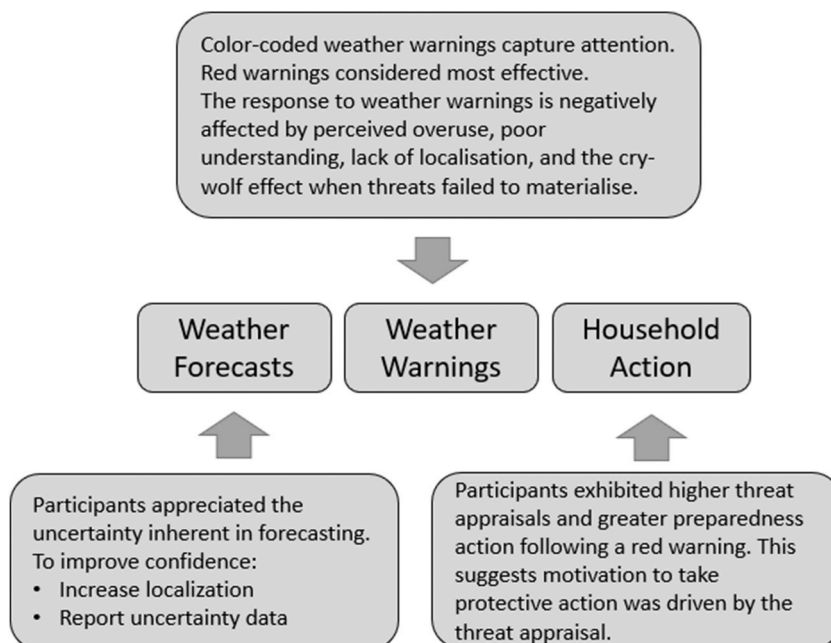 Color-coded weather warnings capture attention.
Red warnings considered most effective.
The response to weather warnings is negatively
affected by perceived overuse, poor
understanding, lack of localisation, and the cry-
wolf effect when threats failed to materialise.
Weather
Forecasts
Weather
Warnings
Household
Action
Participants appreciated the
uncertainty inherent in forecasting.
To improve confidence:
• Increase localization
• Report uncertainty data
Participants exhibited higher threat
appraisals and greater preparedness
action following a red warning. This
suggests motivation to take
protective action was driven by the
threat appraisal.